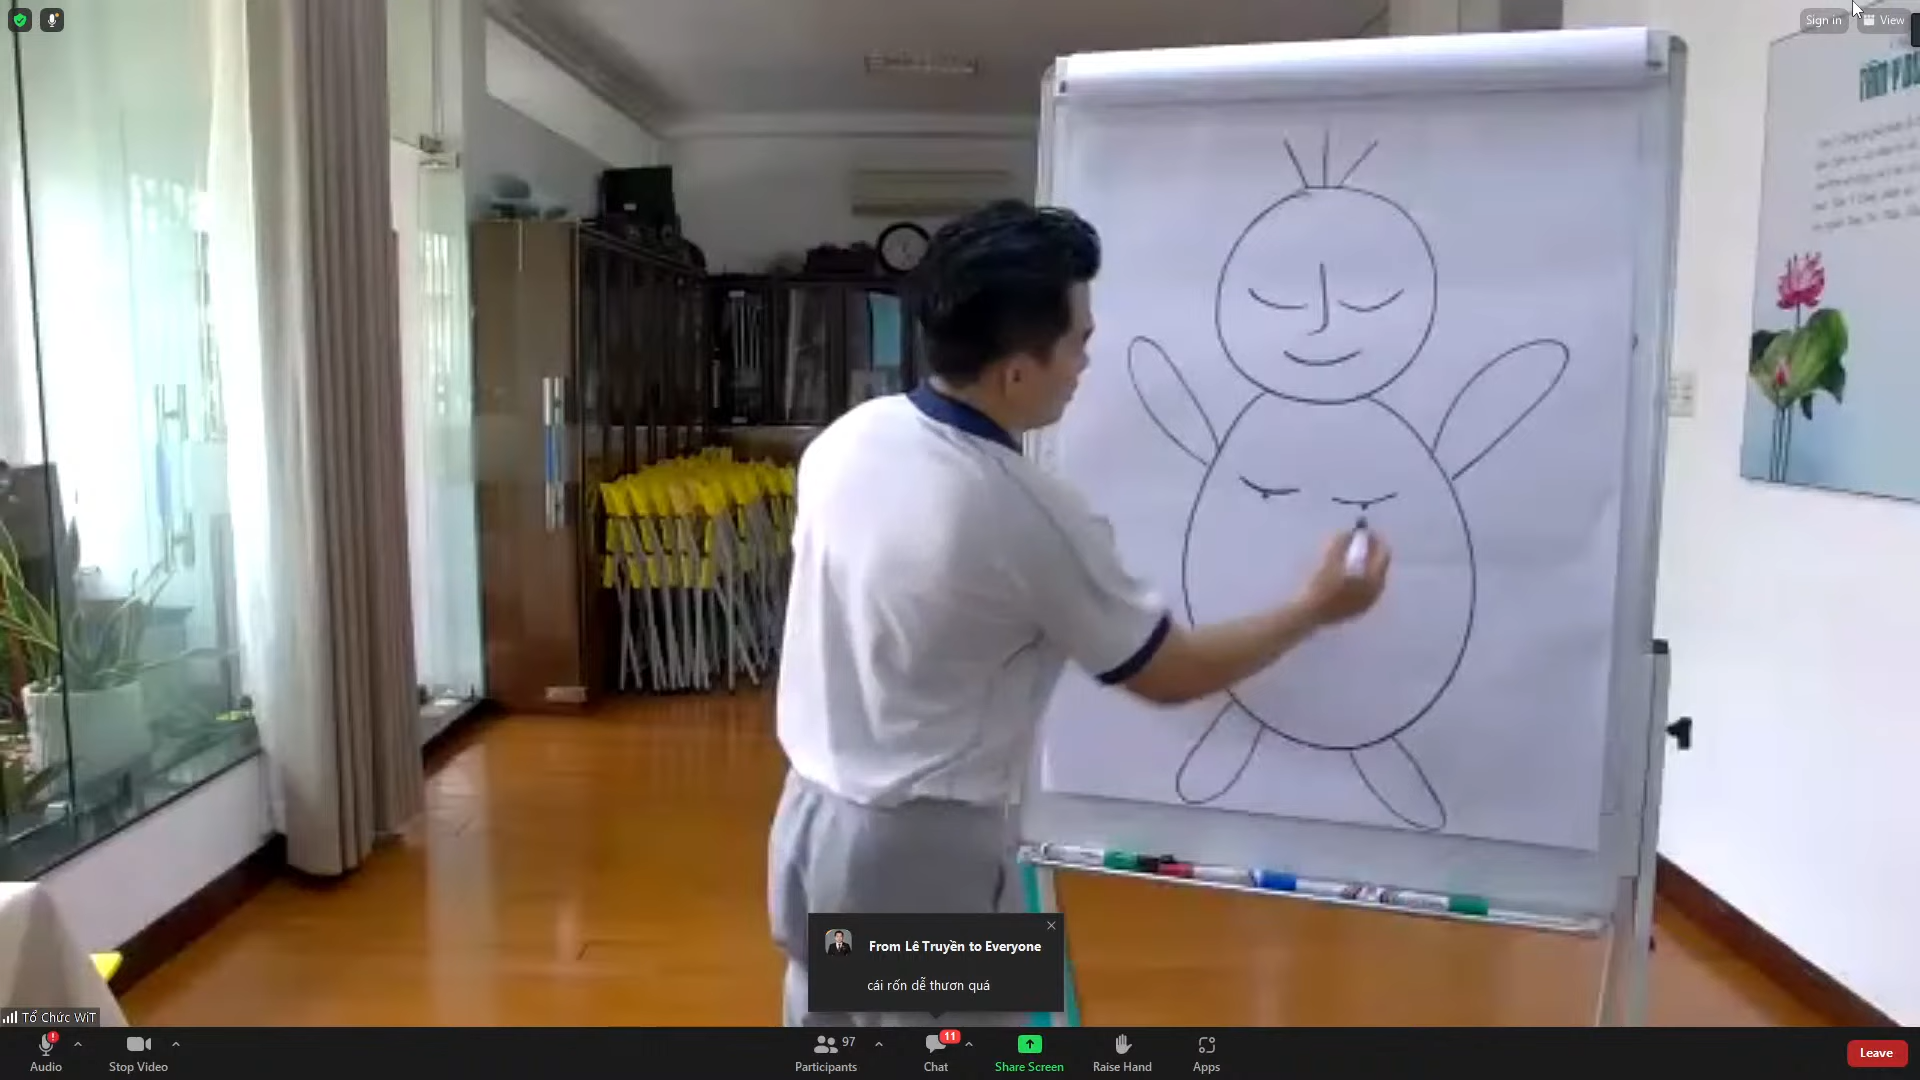 Sign in
View
From Lê Truyền to Everyone
cái rốn dễ thươn quá
Tổ Chức WiT
Audio
Stop Video
97
Participants
11
Chat
Share Screen
Raise Hand
Apps
Leave